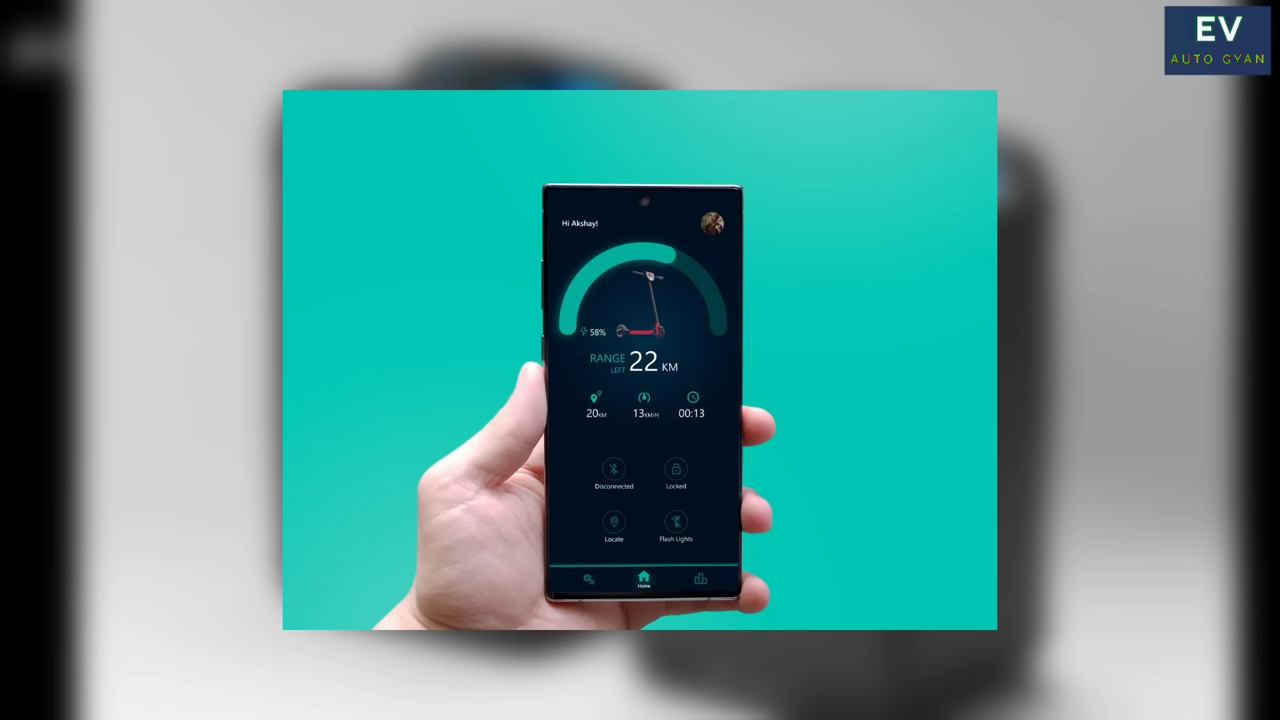 EV
AUTO GYAN
Hi Akshay!
58%
RANGE LEFT 22 KM
20KM 13KM/H 00:13
Disconnected Locked
Locate Flash Lights
Home